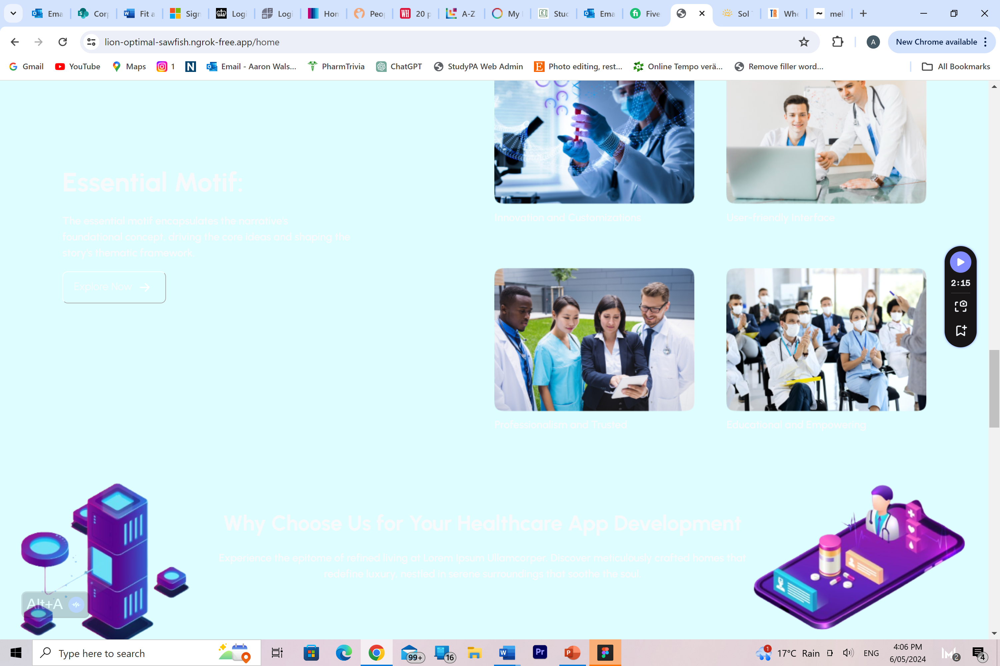 Ema
Corp
Fit a
Sign
Logi
Logi
Hon
Peo
WH 20 p
A-Z
My
Stuc
Ema
fi Five
Sol
TR Whe
~ meli
lion-optimal-sawfish.ngrok-free.app/home
A
New Chrome available
Gmail
YouTube
Maps
1
N
Email - Aaron Wals...
PharmTrivia
ChatGPT
StudyPA Web Admin
E Photo editing, rest...
Online Tempo verä...
Remove filler word...
All Bookmarks
Essential Motif:
The essential motif encapsulates the narrative's
foundational concept, driving the core ideas and shaping the
story's thematic framework.
Explore Now
Innovation and Customizations
User-friendly Interface
Professionalism and Trusted
Educational and Empowering
2:15
Why Choose Us for Your Healthcare App Development
Experience the epitome of refined living at Lorem Ipsum Ullamcorper. Discover meticulously crafted homes that
redefine luxury, nestled in serene surroundings that soothe the soul.
Alt+A
Type here to search
99+
16
W
Pr
P
1
17°C Rain
ENG
4:06 PM
6/05/2024
2
4